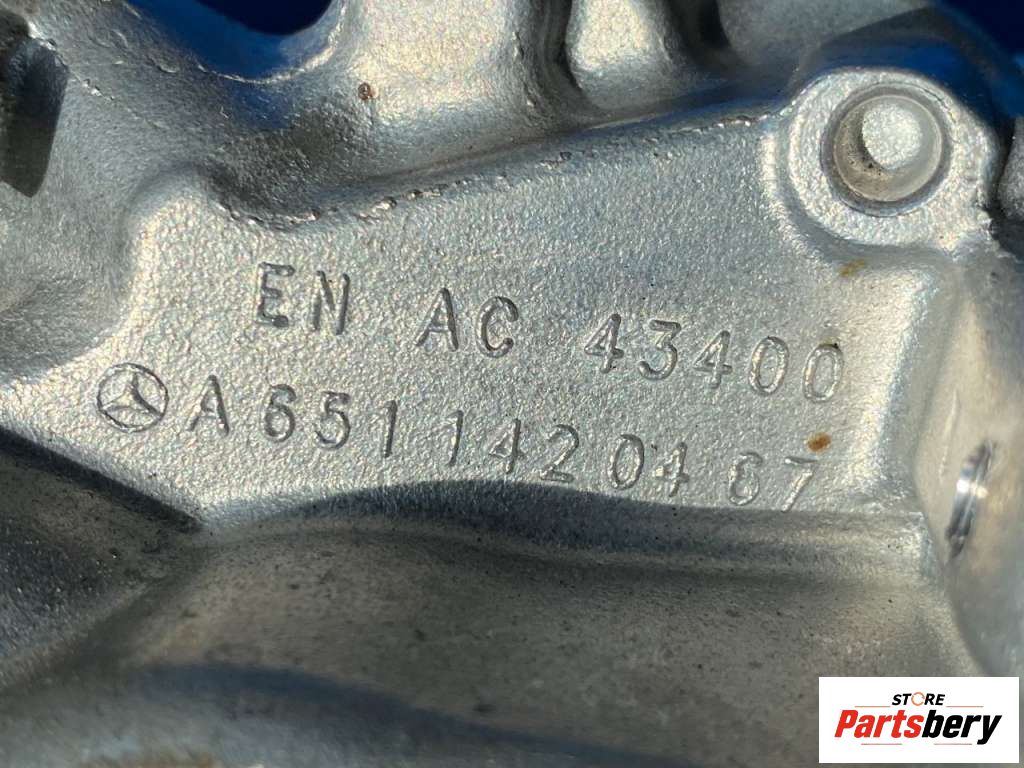 EN AC 43400
A 651 142 04 67
STORE
Partsbery